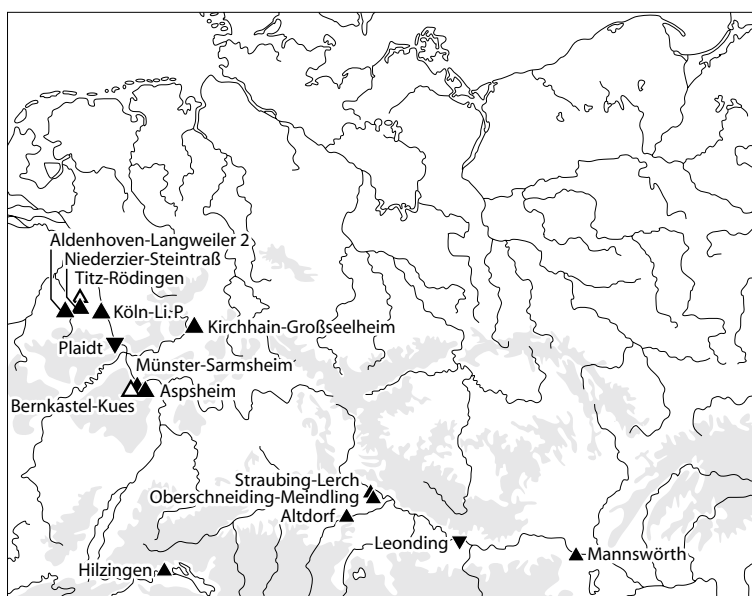 Aldenhoven-Langweiler 2
Niederzier-Steintraß
Titz-Rödingen
Köln-Li.P.
Kirchhain-Großseelheim
Plaidt
Münster-Sarmsheim
Aspsheim
Bernkastel-Kues
Straubing-Lerch
Oberschneiding-Meindling
Altdorf
Leonding
Mannswörth
Hilzingen